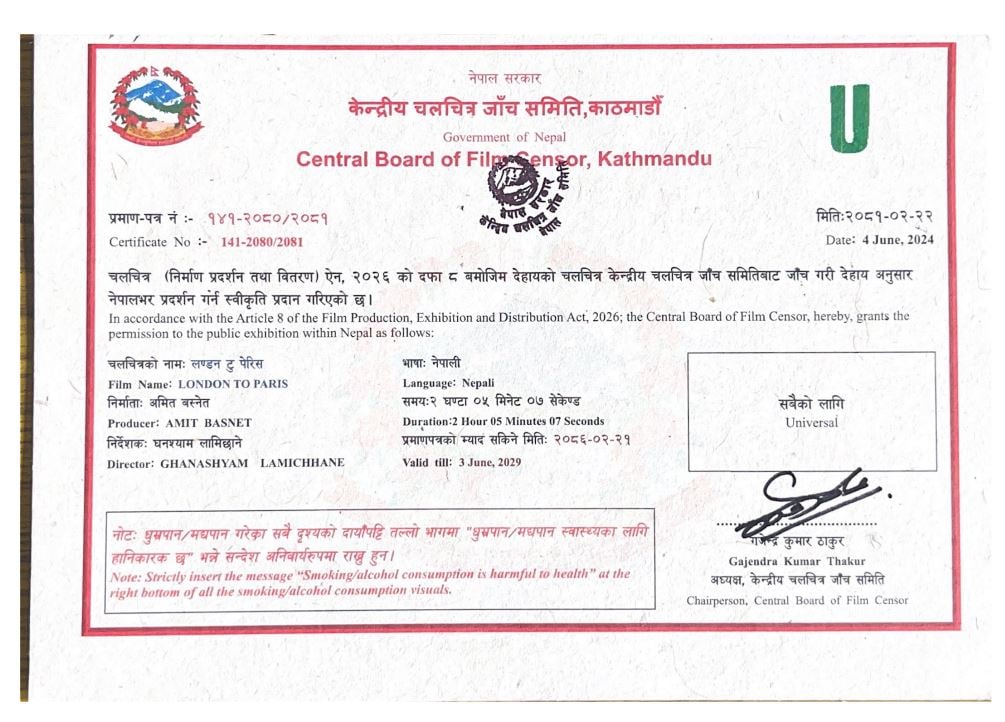 नेपाल सरकार
केन्द्रीय चलचित्र जाँच समिति,काठमाडौँ
Government of Nepal
Central Board of Film Censor, Kathmandu
U
नेपाल सरकार
केन्द्रिय चलचित्र जाँच समिति
नेपाल
प्रमाण-पत्र नं :- १४१-२०८०/२०८१
मितिः२०८१-०२-२२
Certificate No :- 141-2080/2081
Date: 4 June, 2024
चलचित्र (निर्माण प्रदर्शन तथा वितरण) ऐन, २०२६ को दफा ८ बमोजिम देहायको चलचित्र केन्द्रीय चलचित्र जाँच समितिबाट जाँच गरी देहाय अनुसार
नेपालभर प्रदर्शन गर्न स्वीकृति प्रदान गरिएको छ।
In accordance with the Article 8 of the Film Production, Exhibition and Distribution Act, 2026; the Central Board of Film Censor, hereby, grants the
permission to the public exhibition within Nepal as follows:
चलचित्रको नामः लण्डन टु पेरिस
Film Name: LONDON TO PARIS
निर्माताः अमित बस्नेत
Producer: AMIT BASNET
निर्देशकः घनश्याम लामिछाने
Director: GHANASHYAM LAMICHHANE
भाषाः नेपाली
Language: Nepali
समयः२ घण्टा ०५ मिनेट ०७ सेकेण्ड
Duration:2 Hour 05 Minutes 07 Seconds
प्रमाणपत्रको म्याद सकिने मितिः २०८६-०२-२१
Valid till: 3 June, 2029
सबैको लागि
Universal
नोटः धुम्रपान/मद्यपान गरेका सबै दृश्यको दायाँपट्टि तल्लो भागमा "धुम्रपान/मद्यपान स्वास्थ्यका लागि
हानिकारक छ" भन्ने सन्देश अनिवार्यरुपमा राख्नु हुन।
Note: Strictly insert the message "Smoking/alcohol consumption is harmful to health" at the
right bottom of all the smoking/alcohol consumption visuals.
गजेन्द्र कुमार ठाकुर
Gajendra Kumar Thakur
अध्यक्ष, केन्द्रीय चलचित्र जाँच समिति
Chairperson, Central Board of Film Censor